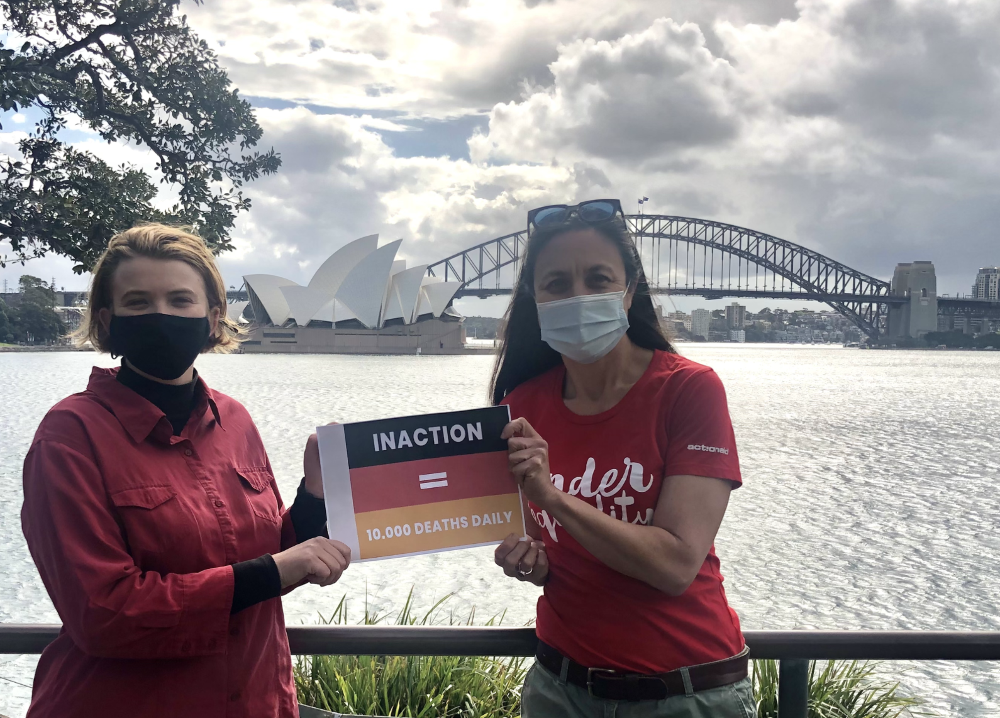 INACTION
=
10.000 DEATHS DAILY
actionaid